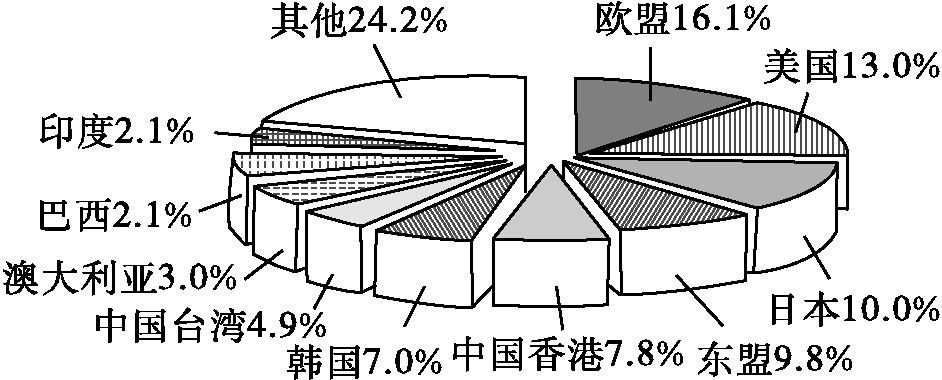 其他24.2%
欧盟16.1%
美国13.0%
印度2.1%
巴西2.1%
澳大利亚3.0%
中国台湾4.9%
韩国7.0%
中国香港7.8%
东盟9.8%
日本10.0%